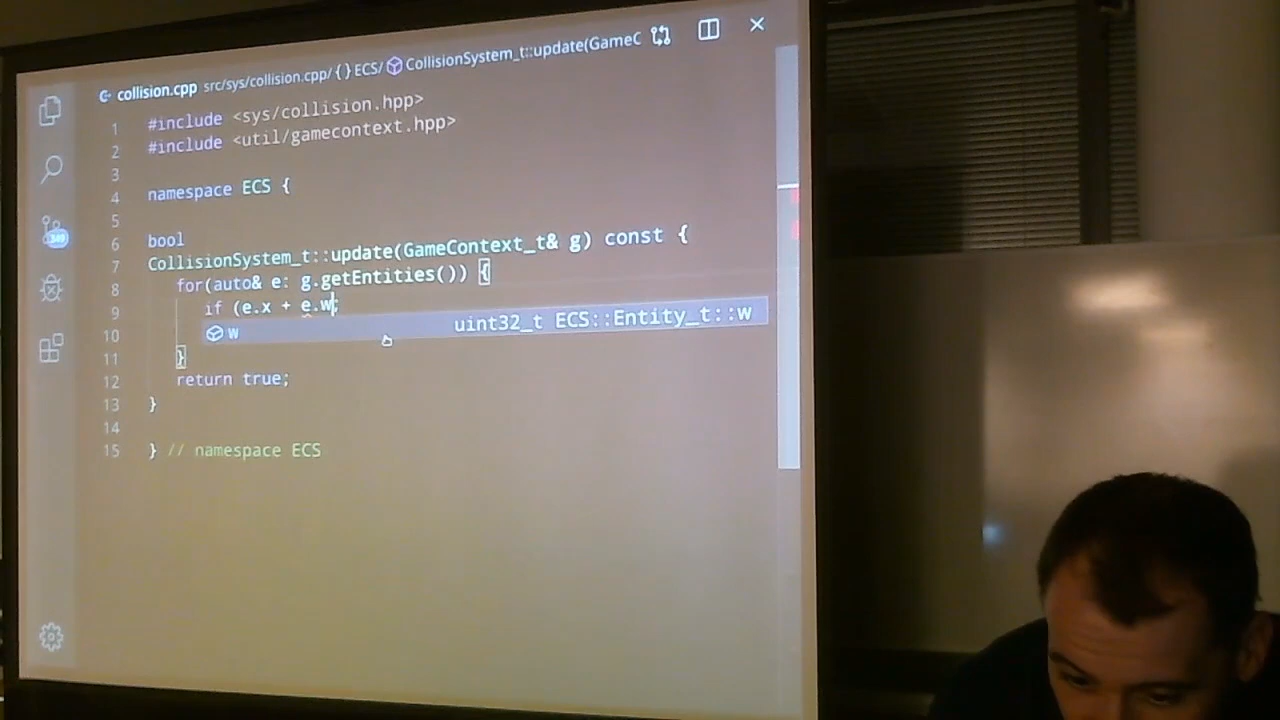 collision.cpp src/sys/collision.cpp/ {} ECS/ CollisionSystem_t::update(GameC
1 #include <sys/collision.hpp>
2 #include <util/gamecontext.hpp>
3
4 namespace ECS {
5
6 bool
7 CollisionSystem_t::update(GameContext_t& g) const {
8 for(auto& e: g.getEntities()) {
9 if (e.x + e.w;
10 w uint32_t ECS::Entity_t::w
11 }
12 return true;
13 }
14
15 } // namespace ECS
349